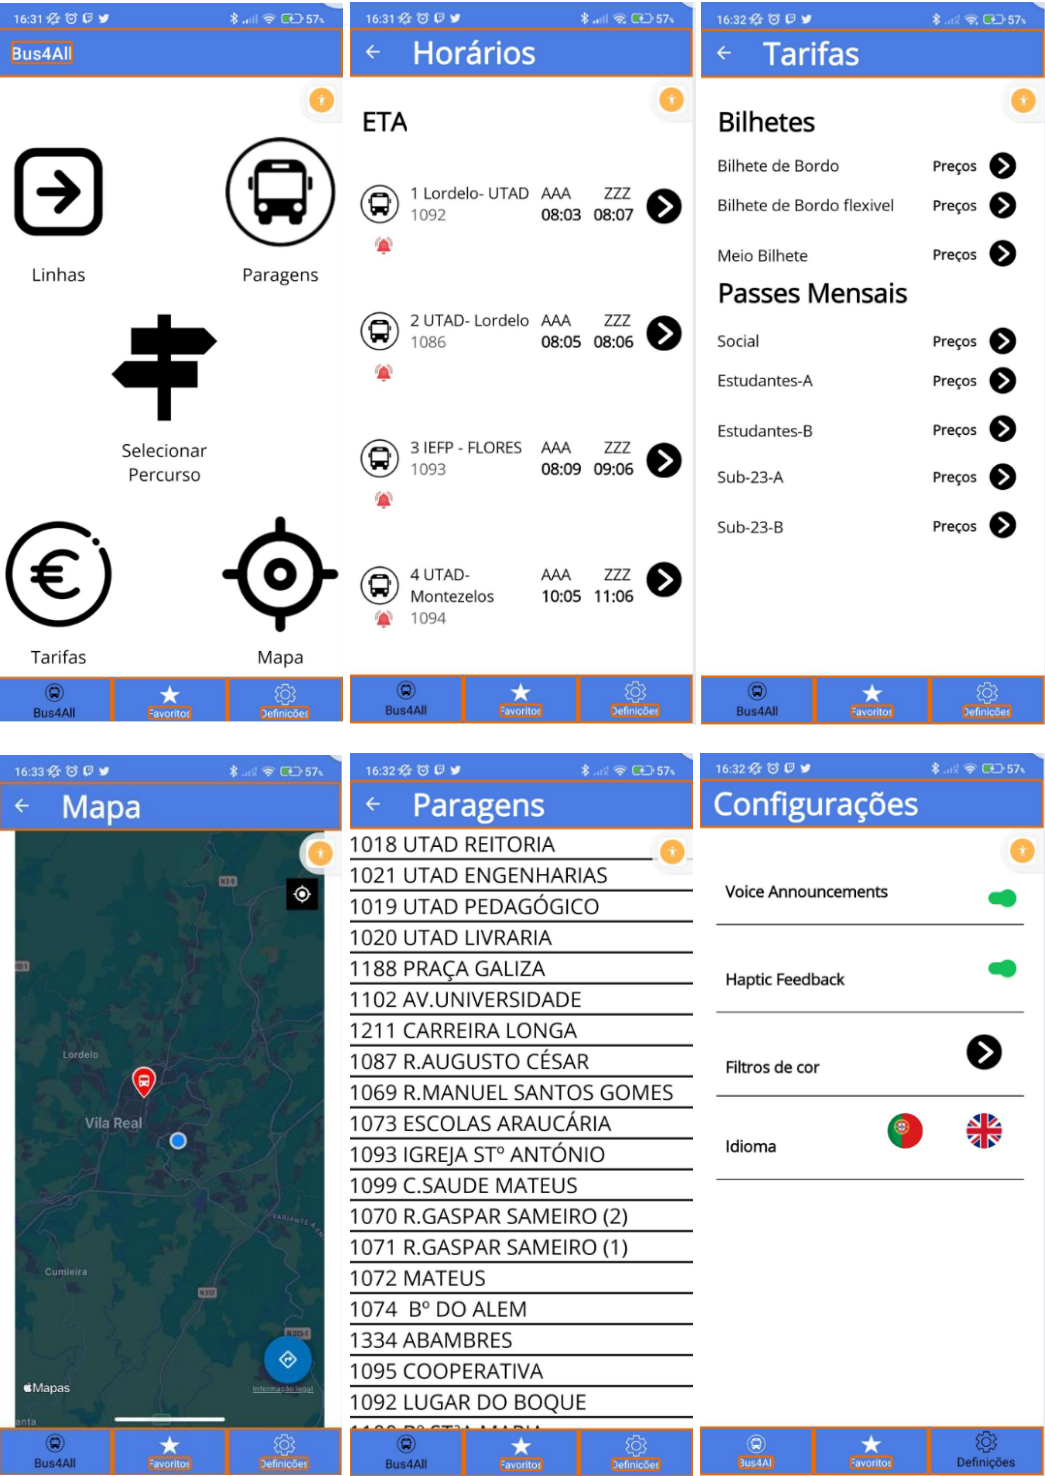 16:31 57%
Bus4All
Linhas
Paragens
Selecionar
Percurso
Tarifas
Mapa
Bus4All
Favoritos
Definições
16:31 57%
Horários
ETA
1 Lordelo- UTAD AAA ZZZ
1092 08:03 08:07
2 UTAD- Lordelo AAA ZZZ
1086 08:05 08:06
3 IEFP - FLORES AAA ZZZ
1093 08:09 09:06
4 UTAD- AAA ZZZ
Montezelos 10:05 11:06
1094
Bus4All
Favoritos
Definições
16:32 57%
Tarifas
Bilhetes
Bilhete de Bordo Preços
Bilhete de Bordo flexivel Preços
Meio Bilhete Preços
Passes Mensais
Social Preços
Estudantes-A Preços
Estudantes-B Preços
Sub-23-A Preços
Sub-23-B Preços
Bus4All
Favoritos
Definições
16:33 57%
Mapa
Lordelo
Vila Real
VARIANTE À
Cumieira
N313
N 313-1
Mapas
Informação legal
anta
Bus4All
Favoritos
Definições
16:32 57%
Paragens
1018 UTAD REITORIA
1021 UTAD ENGENHARIAS
1019 UTAD PEDAGÓGICO
1020 UTAD LIVRARIA
1188 PRAÇA GALIZA
1102 AV.UNIVERSIDADE
1211 CARREIRA LONGA
1087 R.AUGUSTO CÉSAR
1069 R.MANUEL SANTOS GOMES
1073 ESCOLAS ARAUCÁRIA
1093 IGREJA STº ANTÓNIO
1099 C.SAUDE MATEUS
1070 R.GASPAR SAMEIRO (2)
1071 R.GASPAR SAMEIRO (1)
1072 MATEUS
1074 Bº DO ALEM
1334 ABAMBRES
1095 COOPERATIVA
1092 LUGAR DO BOQUE
Bus4All
Favoritos
Definições
16:32 57%
Configurações
Voice Announcements
Haptic Feedback
Filtros de cor
Idioma
Bus4All
Favoritos
Definições